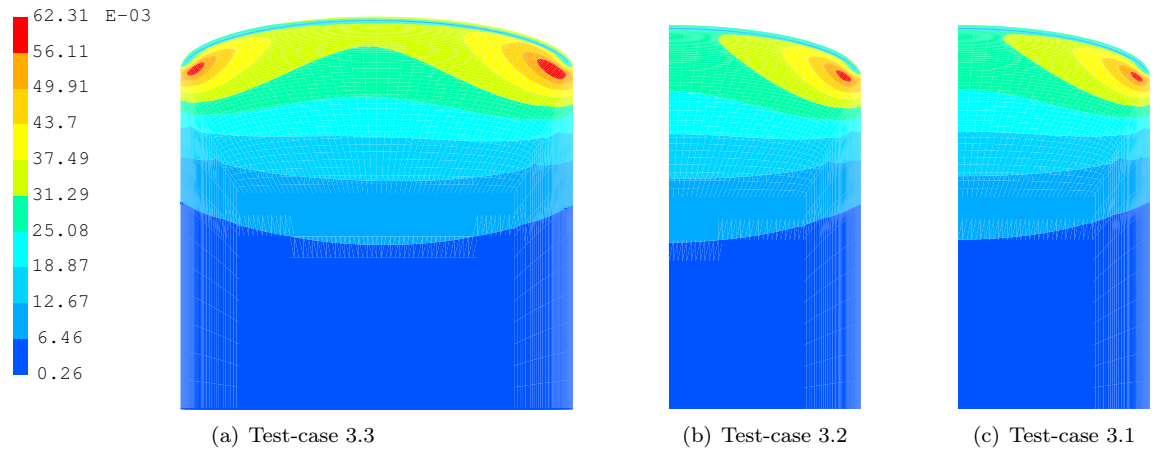 62.31 E-03
56.11
49.91
43.7
37.49
31.29
25.08
18.87
12.67
6.46
0.26
(a) Test-case 3.3
(b) Test-case 3.2
(c) Test-case 3.1